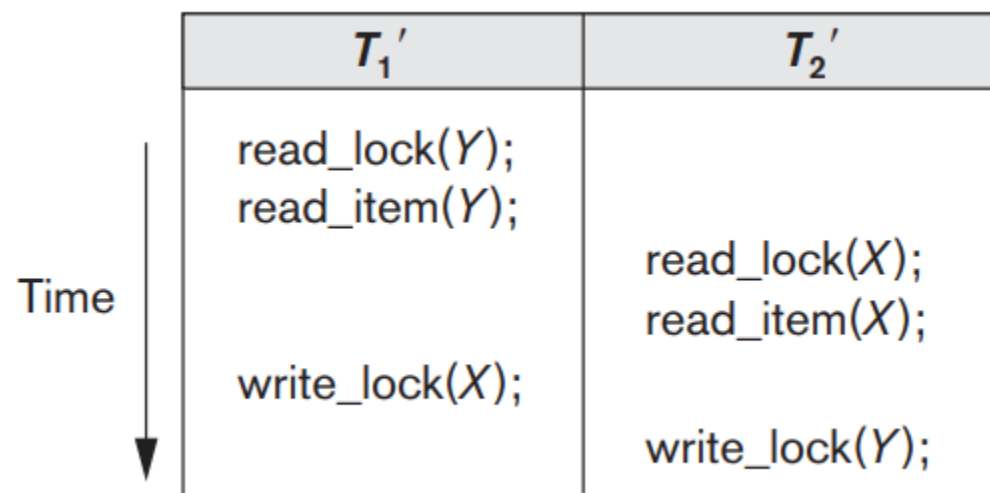 T₁′ T₂′
read_lock(Y);
read_item(Y);
read_lock(X);
Time
read_item(X);
write_lock(X);
write_lock(Y);